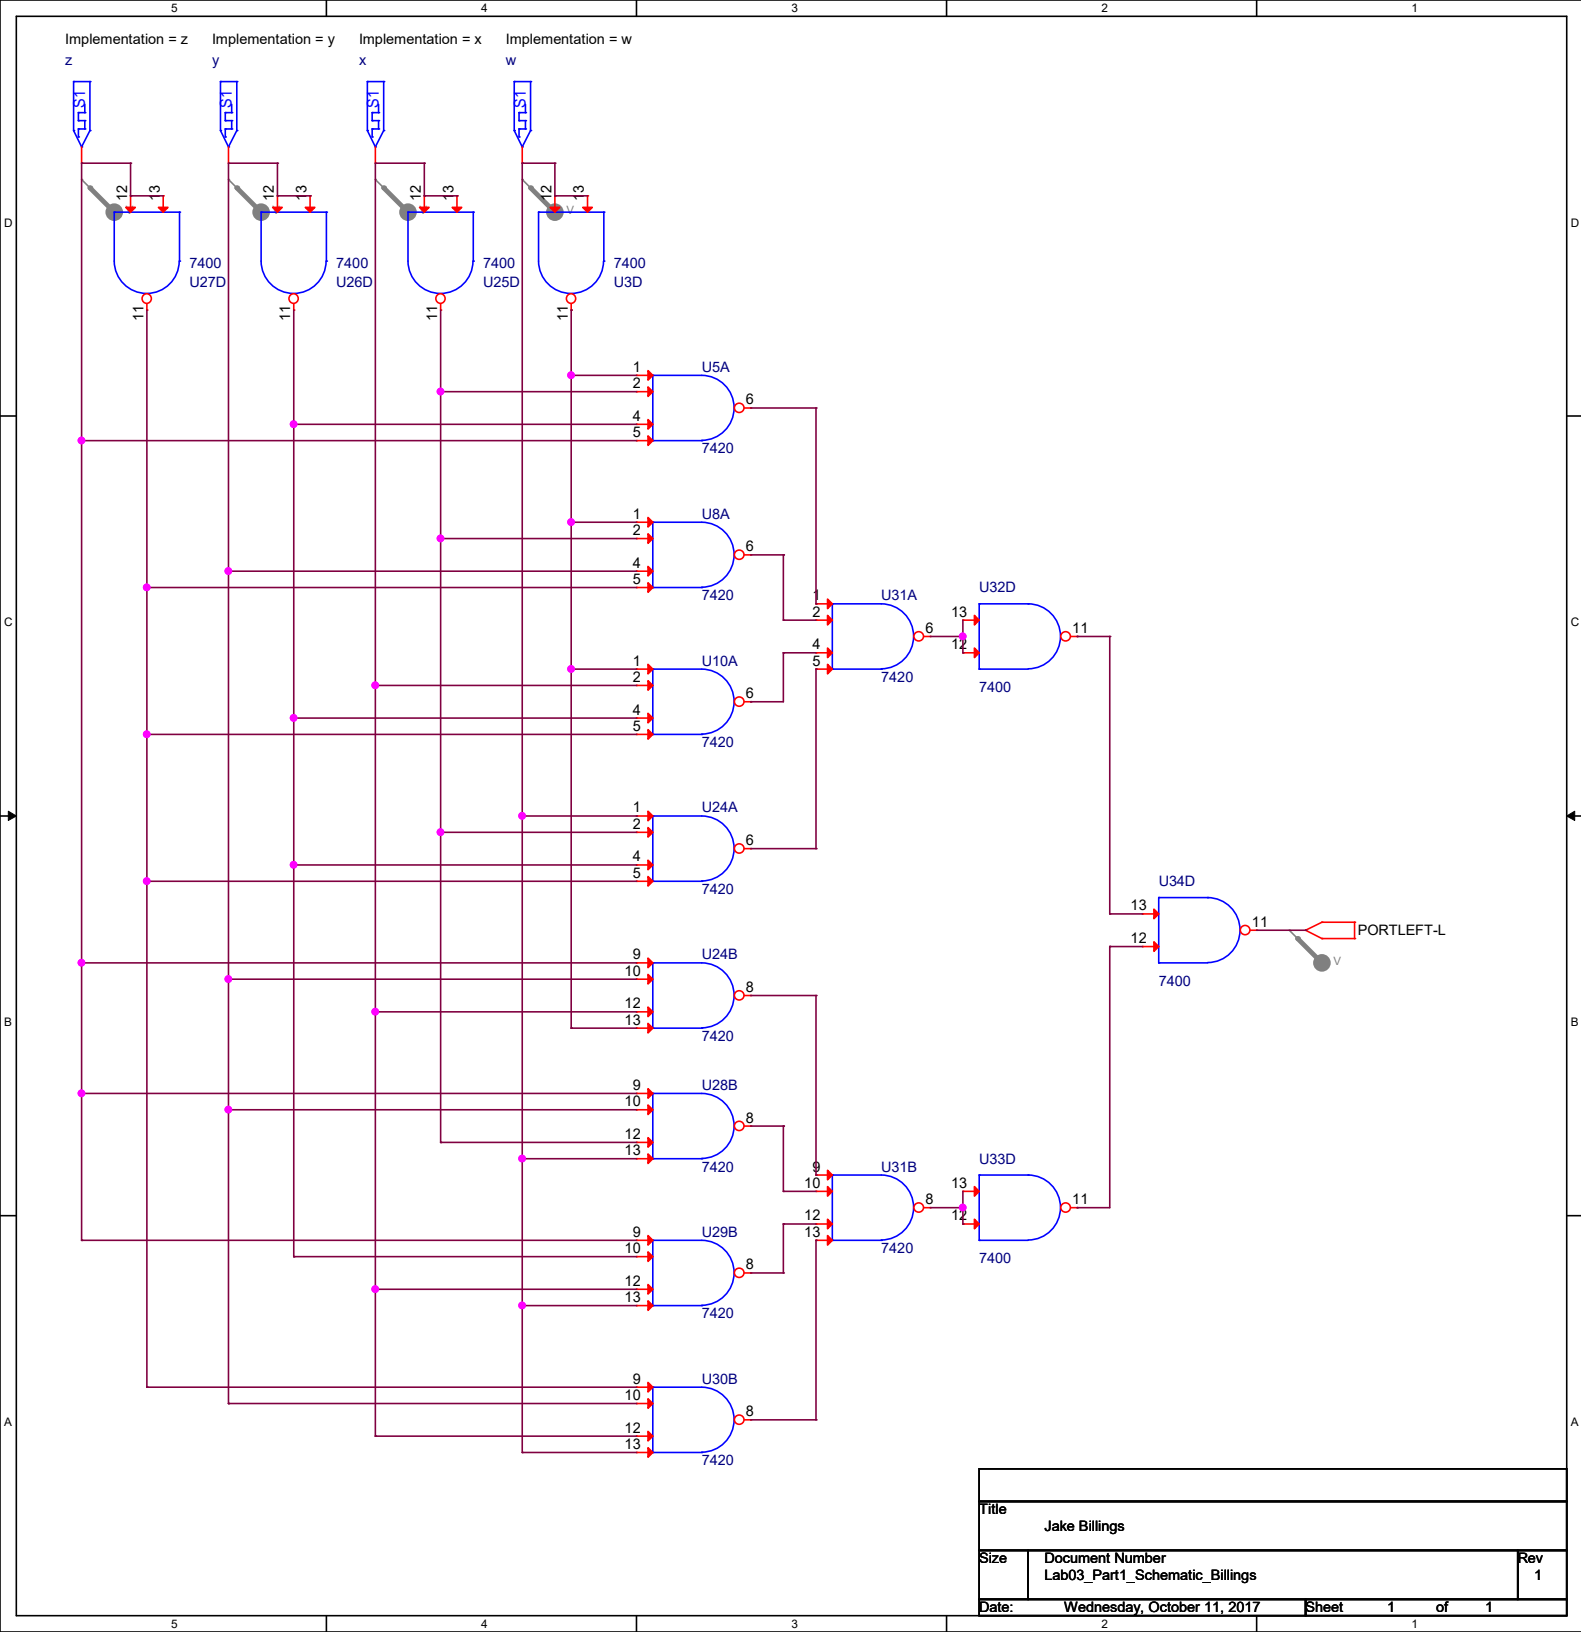 5 4 3 2 1
Implementation = z Implementation = y Implementation = x Implementation = w
z y x w
S1 S1 S1 S1
12 13 12 13 12 13 12 13
D V D
7400 7400 7400 7400
U27D U26D U25D U3D
11 11 11 11
U5A
1
2
6
4
5
7420
U8A
1
2
6
4
5
7420
U31A
1
2
6
4
5
7420
U32D
13
12
11
7400
C C
U10A
1
2
6
4
5
7420
U24A
1
2
6
4
5
7420
U34D
13
12
11
7400
PORTLEFT-L
V
U24B
9
10
8
12
13
7420
B B
U28B
9
10
8
12
13
7420
U31B
9
10
8
12
13
7420
U33D
13
12
11
7400
U29B
9
10
8
12
13
7420
U30B
9
10
8
12
13
7420
A A
Title
Jake Billings
Size Document Number Rev
Lab03_Part1_Schematic_Billings 1
Date: Wednesday, October 11, 2017 Sheet 1 of 1
5 4 3 2 1